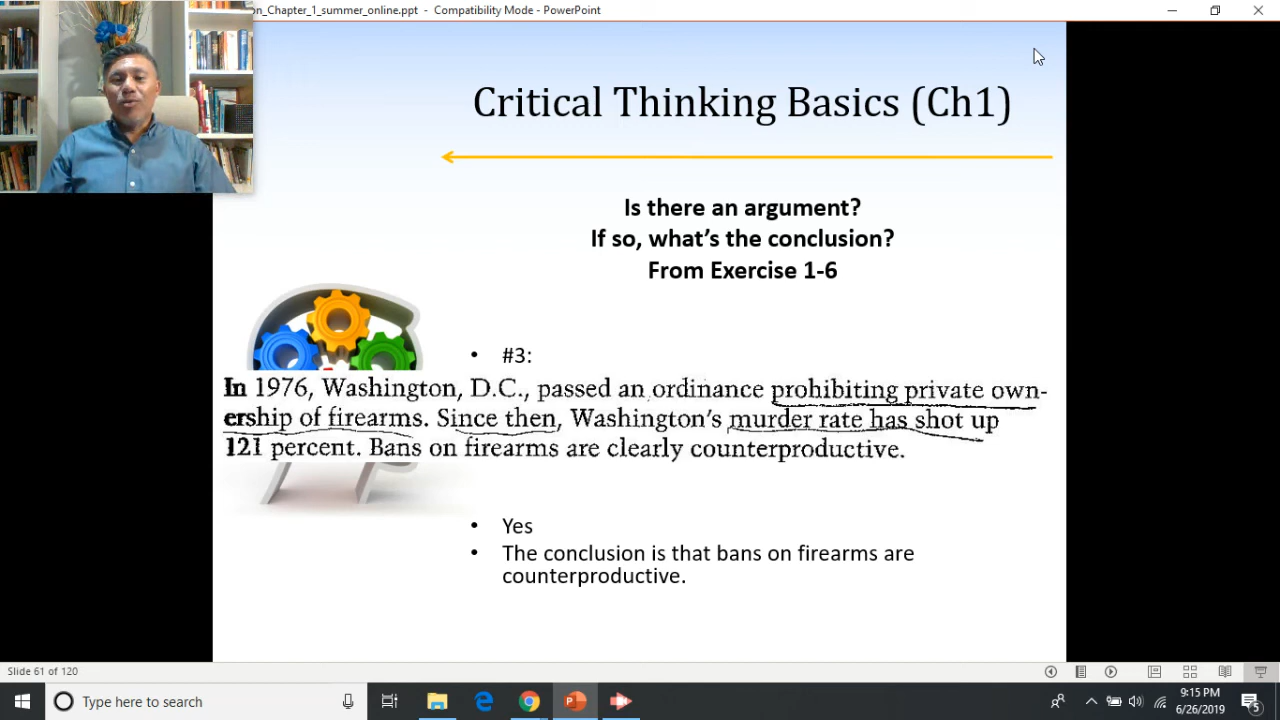 on_Chapter_1_summer_online.ppt - Compatibility Mode - PowerPoint
Critical Thinking Basics (Ch1)
Is there an argument?
If so, what's the conclusion?
From Exercise 1-6
• #3:
In 1976, Washington, D.C., passed an ordinance prohibiting private own-
ership of firearms. Since then, Washington's murder rate has shot up
121 percent. Bans on firearms are clearly counterproductive.
• Yes
• The conclusion is that bans on firearms are
counterproductive.
Slide 61 of 120
Type here to search
9:15 PM
6/26/2019
5